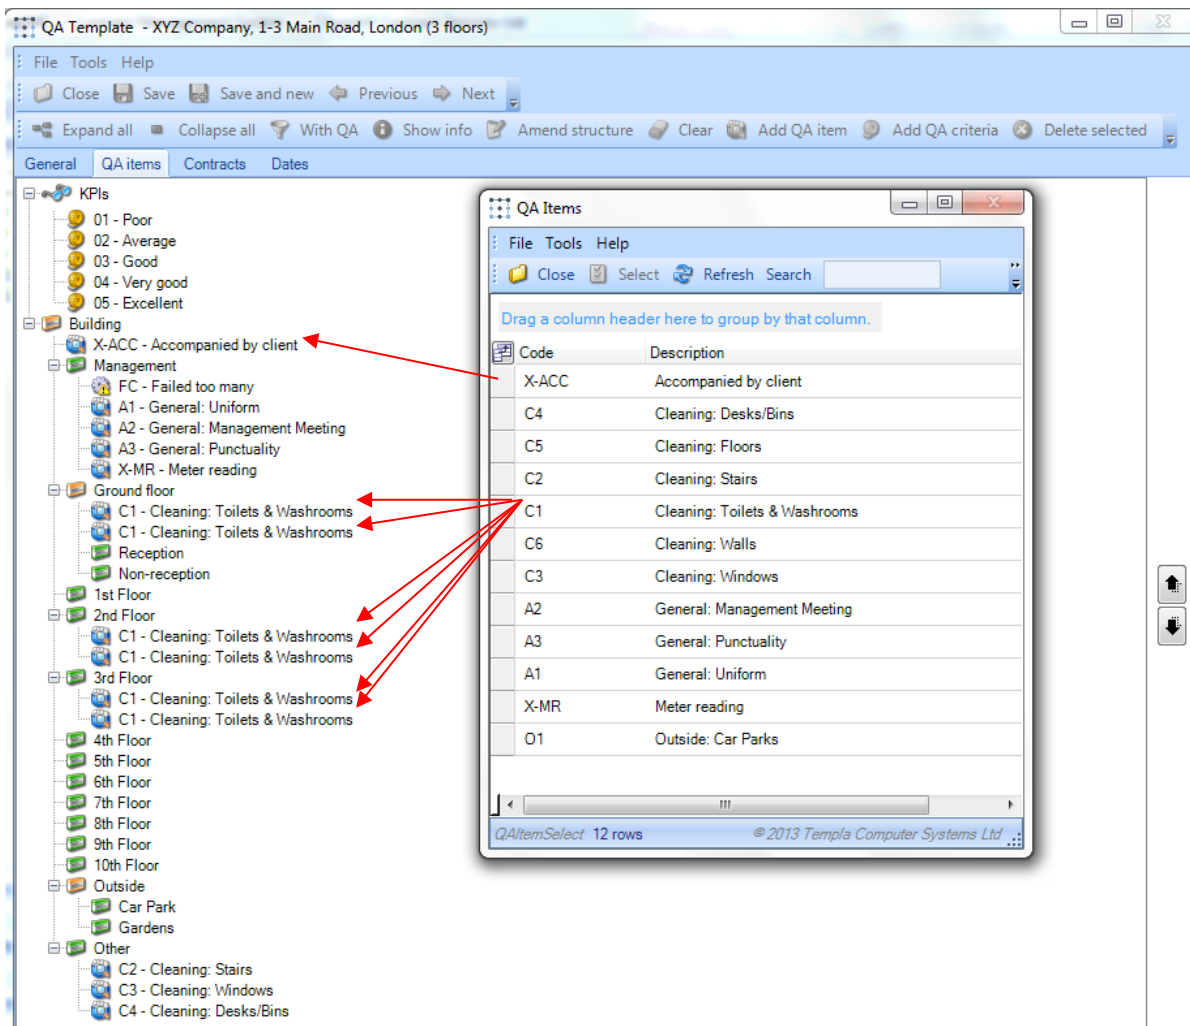 QA Template - XYZ Company, 1-3 Main Road, London (3 floors)
File Tools Help
Close Save Save and new Previous Next
Expand all Collapse all With QA Show info Amend structure Clear Add QA item Add QA criteria Delete selected
General QA items Contracts Dates
KPIs
01 - Poor
02 - Average
03 - Good
04 - Very good
05 - Excellent
Building
X-ACC - Accompanied by client
Management
FC - Failed too many
A1 - General: Uniform
A2 - General: Management Meeting
A3 - General: Punctuality
X-MR - Meter reading
Ground floor
C1 - Cleaning: Toilets & Washrooms
C1 - Cleaning: Toilets & Washrooms
Reception
Non-reception
1st Floor
2nd Floor
C1 - Cleaning: Toilets & Washrooms
C1 - Cleaning: Toilets & Washrooms
3rd Floor
C1 - Cleaning: Toilets & Washrooms
C1 - Cleaning: Toilets & Washrooms
4th Floor
5th Floor
6th Floor
7th Floor
8th Floor
9th Floor
10th Floor
Outside
Car Park
Gardens
Other
C2 - Cleaning: Stairs
C3 - Cleaning: Windows
C4 - Cleaning: Desks/Bins
QA Items
File Tools Help
Close Select Refresh Search
Drag a column header here to group by that column.
Code Description
X-ACC Accompanied by client
C4 Cleaning: Desks/Bins
C5 Cleaning: Floors
C2 Cleaning: Stairs
C1 Cleaning: Toilets & Washrooms
C6 Cleaning: Walls
C3 Cleaning: Windows
A2 General: Management Meeting
A3 General: Punctuality
A1 General: Uniform
X-MR Meter reading
O1 Outside: Car Parks
QAItemSelect 12 rows © 2013 Templa Computer Systems Ltd